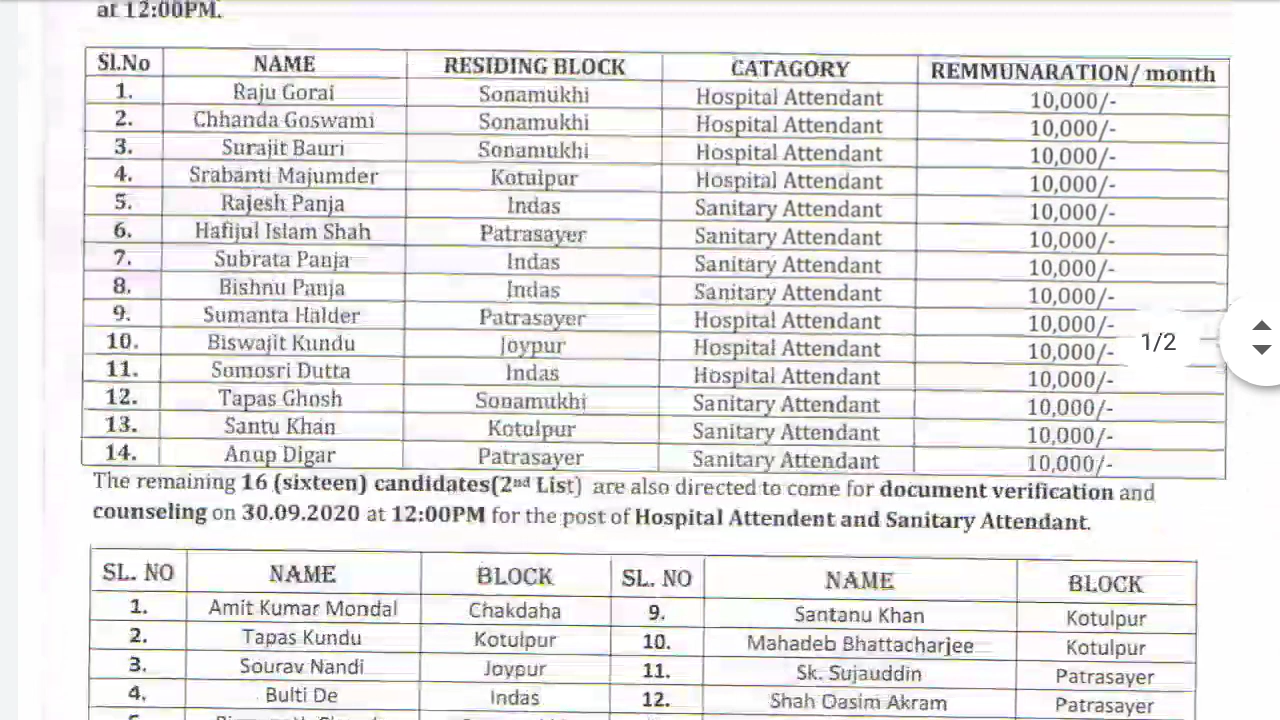 at 12:00PM.
Sl.No NAME RESIDING BLOCK CATAGORY REMMUNARATION/ month
1. Raju Gorai Sonamukhi Hospital Attendant 10,000/-
2. Chhanda Goswami Sonamukhi Hospital Attendant 10,000/-
3. Surajit Bauri Sonamukhi Hospital Attendant 10,000/-
4. Srabanti Majumder Kotulpur Hospital Attendant 10,000/-
5. Rajesh Panja Indas Sanitary Attendant 10,000/-
6. Hafijul Islam Shah Patrasayer Sanitary Attendant 10,000/-
7. Subrata Panja Indas Sanitary Attendant 10,000/-
8. Bishnu Panja Indas Sanitary Attendant 10,000/-
9. Sumanta Halder Patrasayer Hospital Attendant 10,000/-
10. Biswajit Kundu Joypur Hospital Attendant 10,000/-
11. Somosri Dutta Indas Hospital Attendant 10,000/-
12. Tapas Ghosh Sonamukhi Sanitary Attendant 10,000/-
13. Santu Khan Kotulpur Sanitary Attendant 10,000/-
14. Anup Digar Patrasayer Sanitary Attendant 10,000/-
1/2
The remaining 16 (sixteen) candidates(2nd List) are also directed to come for document verification and
counseling on 30.09.2020 at 12:00PM for the post of Hospital Attendent and Sanitary Attendant.
SL. NO NAME BLOCK SL. NO NAME BLOCK
1. Amit Kumar Mondal Chakdaha 9. Santanu Khan Kotulpur
2. Tapas Kundu Kotulpur 10. Mahadeb Bhattacharjee Kotulpur
3. Sourav Nandi Joypur 11. Sk. Sujauddin Patrasayer
4. Bulti De Indas 12. Shah Qasim Akram Patrasayer